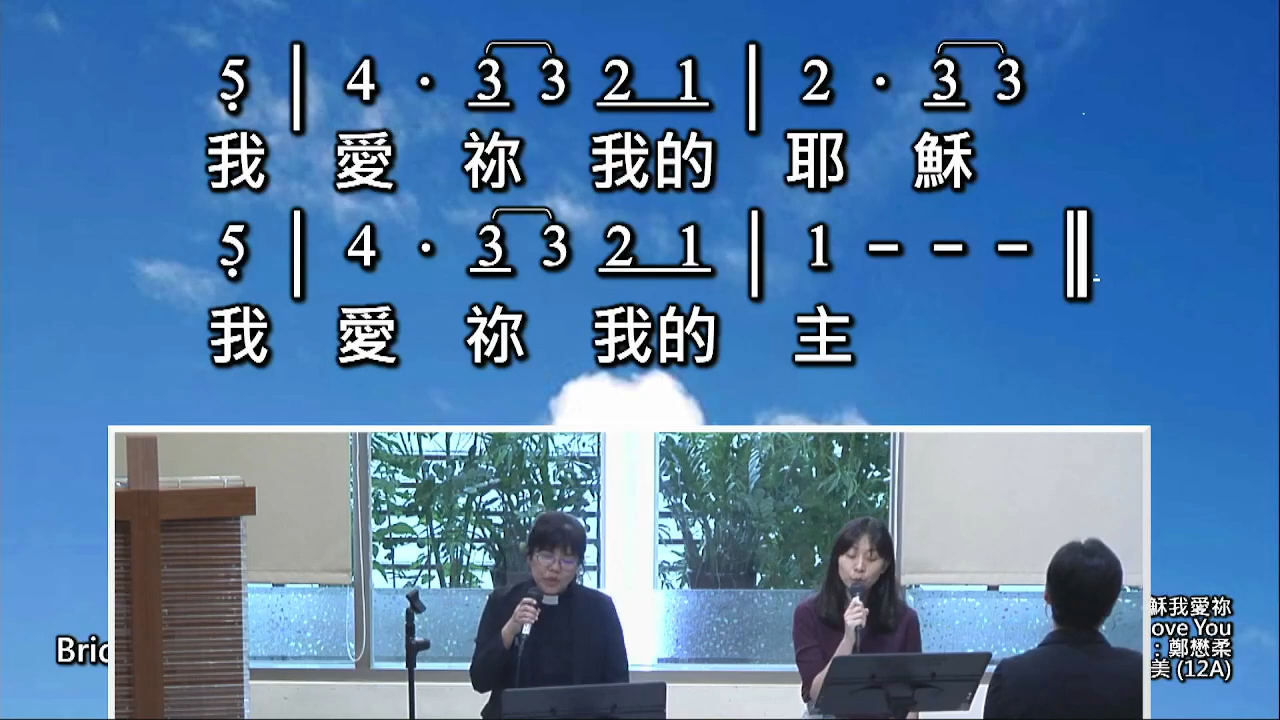 5 | 4 · 3 3 2 1 | 2 · 3 3
我 愛 祢 我的 耶 穌
5 | 4 · 3 3 2 1 | 1 – – – ‖
我 愛 祢 我的 主
穌我愛祢
ove You
Bric
：鄭懋柔
美 (12A)